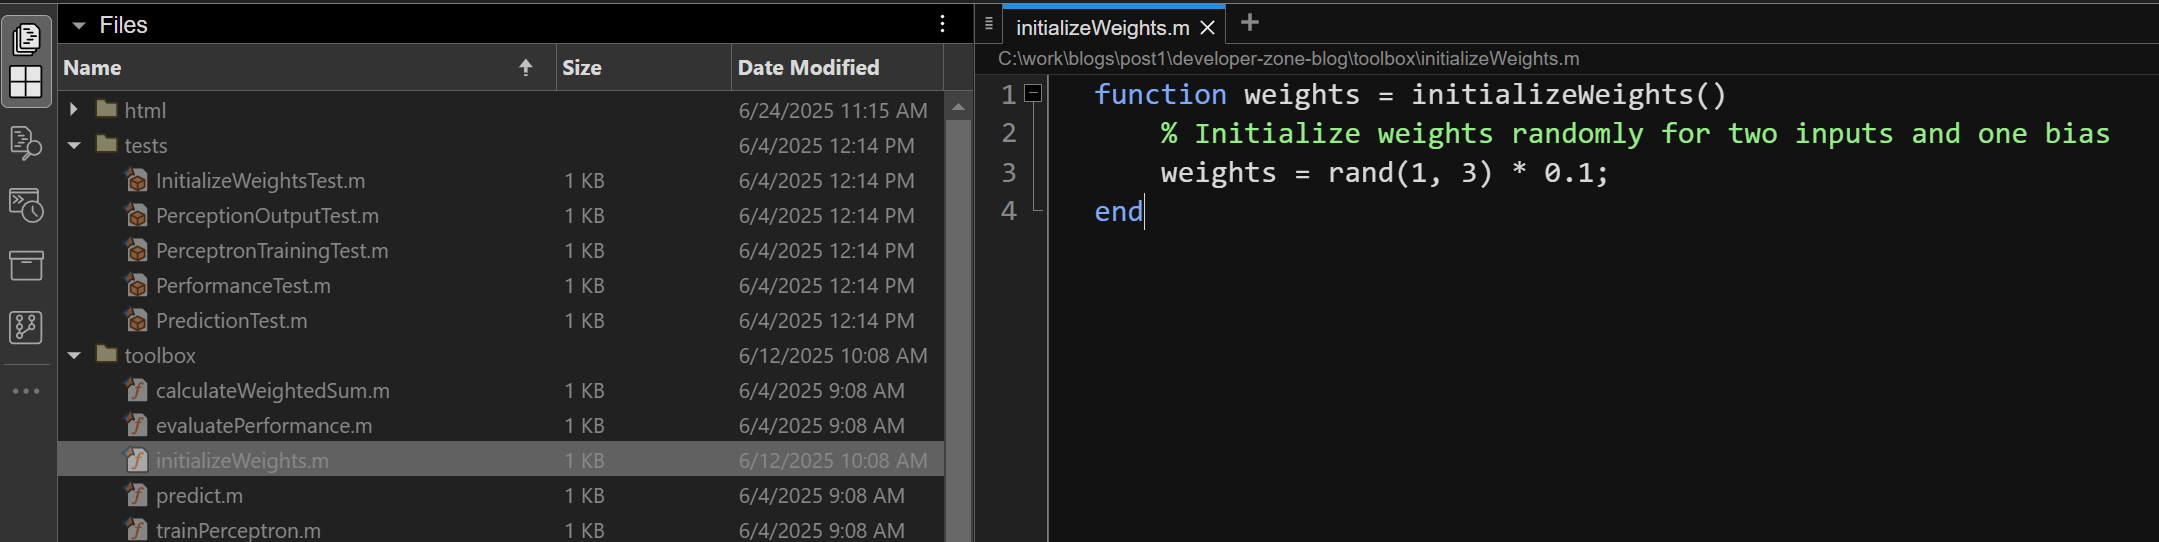 Files
Name Size Date Modified
html 6/24/2025 11:15 AM
tests 6/4/2025 12:14 PM
InitializeWeightsTest.m 1 KB 6/4/2025 12:14 PM
PerceptionOutputTest.m 1 KB 6/4/2025 12:14 PM
PerceptronTrainingTest.m 1 KB 6/4/2025 12:14 PM
PerformanceTest.m 1 KB 6/4/2025 12:14 PM
PredictionTest.m 1 KB 6/4/2025 12:14 PM
toolbox 6/12/2025 10:08 AM
calculateWeightedSum.m 1 KB 6/4/2025 9:08 AM
evaluatePerformance.m 1 KB 6/4/2025 9:08 AM
initializeWeights.m 1 KB 6/12/2025 10:08 AM
predict.m 1 KB 6/4/2025 9:08 AM
trainPerceptron.m 1 KB 6/4/2025 9:08 AM
initializeWeights.m
C:\work\blogs\post1\developer-zone-blog\toolbox\initializeWeights.m
1 function weights = initializeWeights()
2 % Initialize weights randomly for two inputs and one bias
3 weights = rand(1, 3) * 0.1;
4 end